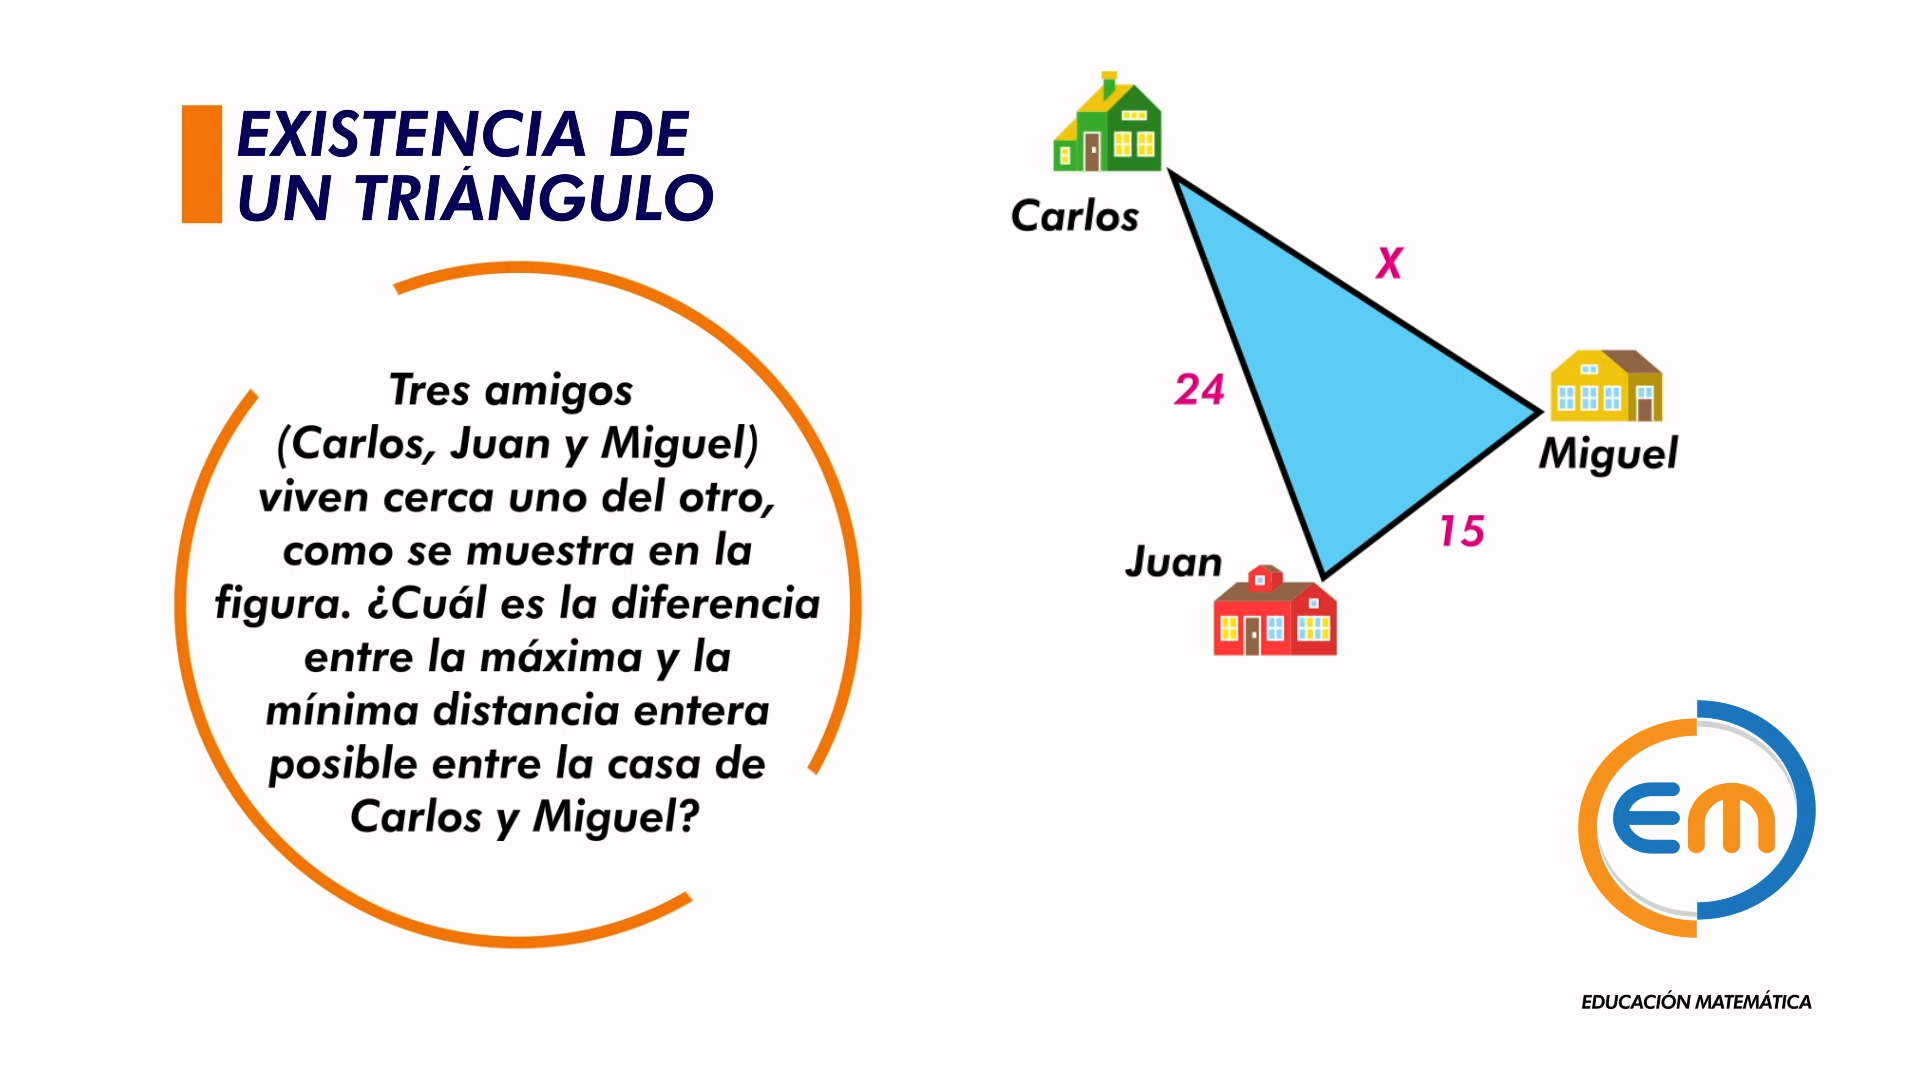 EXISTENCIA DE
UN TRIÁNGULO
Tres amigos
(Carlos, Juan y Miguel)
viven cerca uno del otro,
como se muestra en la
figura. ¿Cuál es la diferencia
entre la máxima y la
mínima distancia entera
posible entre la casa de
Carlos y Miguel?
Carlos
X
24
Miguel
15
Juan
EM
EDUCACIÓN MATEMÁTICA